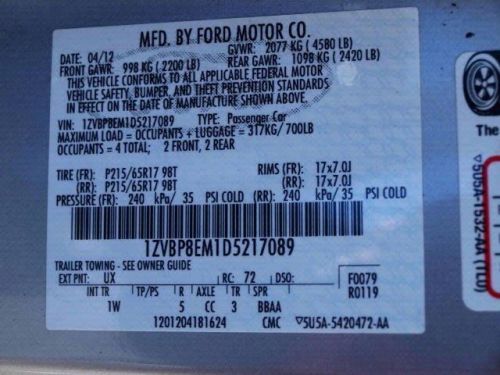 MFD. BY FORD MOTOR CO.
DATE: 04/12 GVWR: 2077 KG (4580 LB)
FRONT GAWR: 998 KG (2200 LB) REAR GAWR: 1098 KG (2420 LB)
THIS VEHICLE CONFORMS TO ALL APPLICABLE FEDERAL MOTOR
VEHICLE SAFETY, BUMPER, AND THEFT PREVENTION STANDARDS
IN EFFECT ON THE DATE OF MANUFACTURE SHOWN ABOVE.
VIN: 1ZVBP8EM1D5217089 TYPE: Passenger Car
MAXIMUM LOAD = OCCUPANTS + LUGGAGE = 317KG/700LB
OCCUPANTS = 4 TOTAL; 2 FRONT, 2 REAR
TIRE (FR): P215/65R17 98T RIMS (FR): 17x7.0J
(RR): P215/65R17 98T (RR): 17x7.0J
PRESSURE (FR): 240 kPa/ 35 PSI COLD (RR): 240 kPa/ 35 PSI COLD
1ZVBP8EM1D5217089
TRAILER TOWING - SEE OWNER GUIDE
EXT PNT: UX RC: 72 DSO: F0079
INT TR TP/PS R AXLE TR SPR R0119
1W 5 CC 3 BBAA
1201204181624 CMC 5U5A-5420472-AA
The
5U5A-1532-AA (TLO)